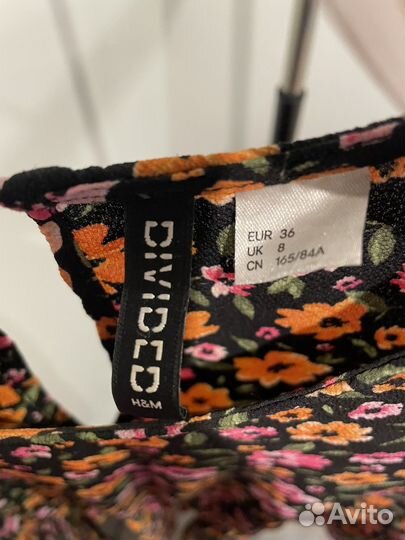 DIVIDED
H&M
EUR 36
UK 8
CN 165/84A
Avito